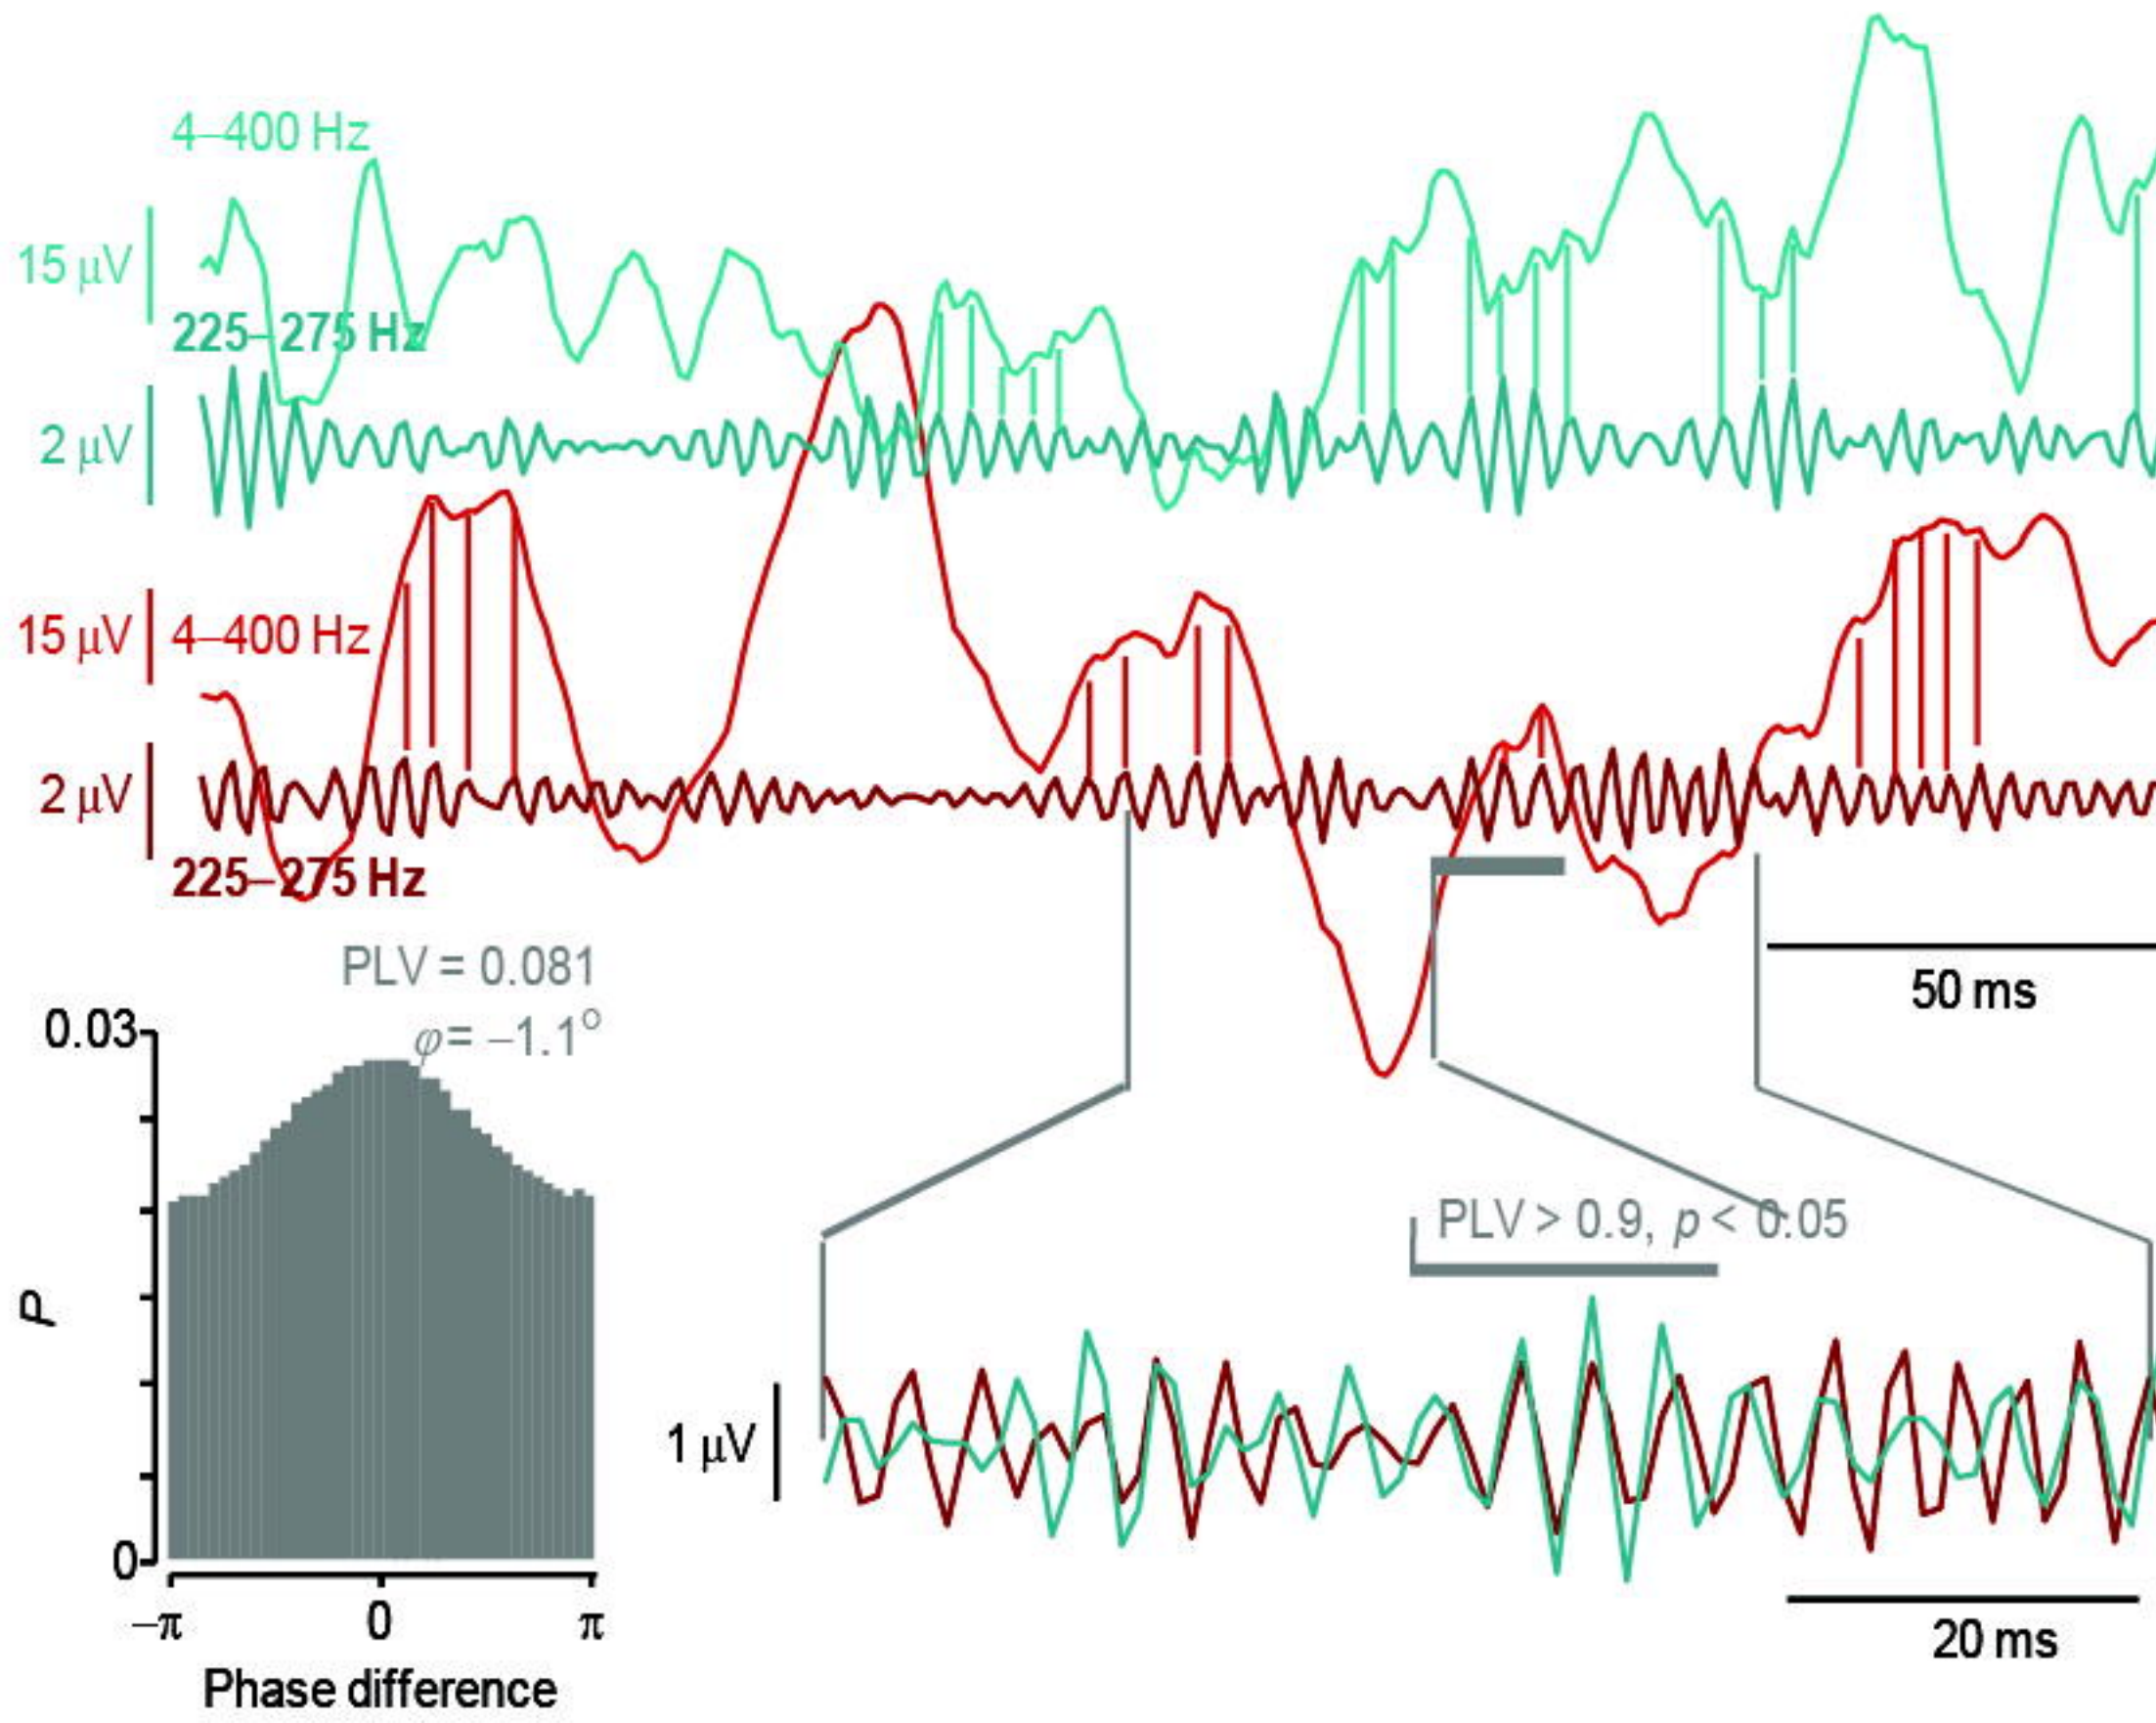 4–400 Hz
15 µV
225–275 Hz
2 µV
15 µV
4–400 Hz
2 µV
225–275 Hz
50 ms
PLV = 0.081
φ= –1.1°
0.03
P
0
–π
0
π
Phase difference
PLV > 0.9, p < 0.05
1 µV
20 ms